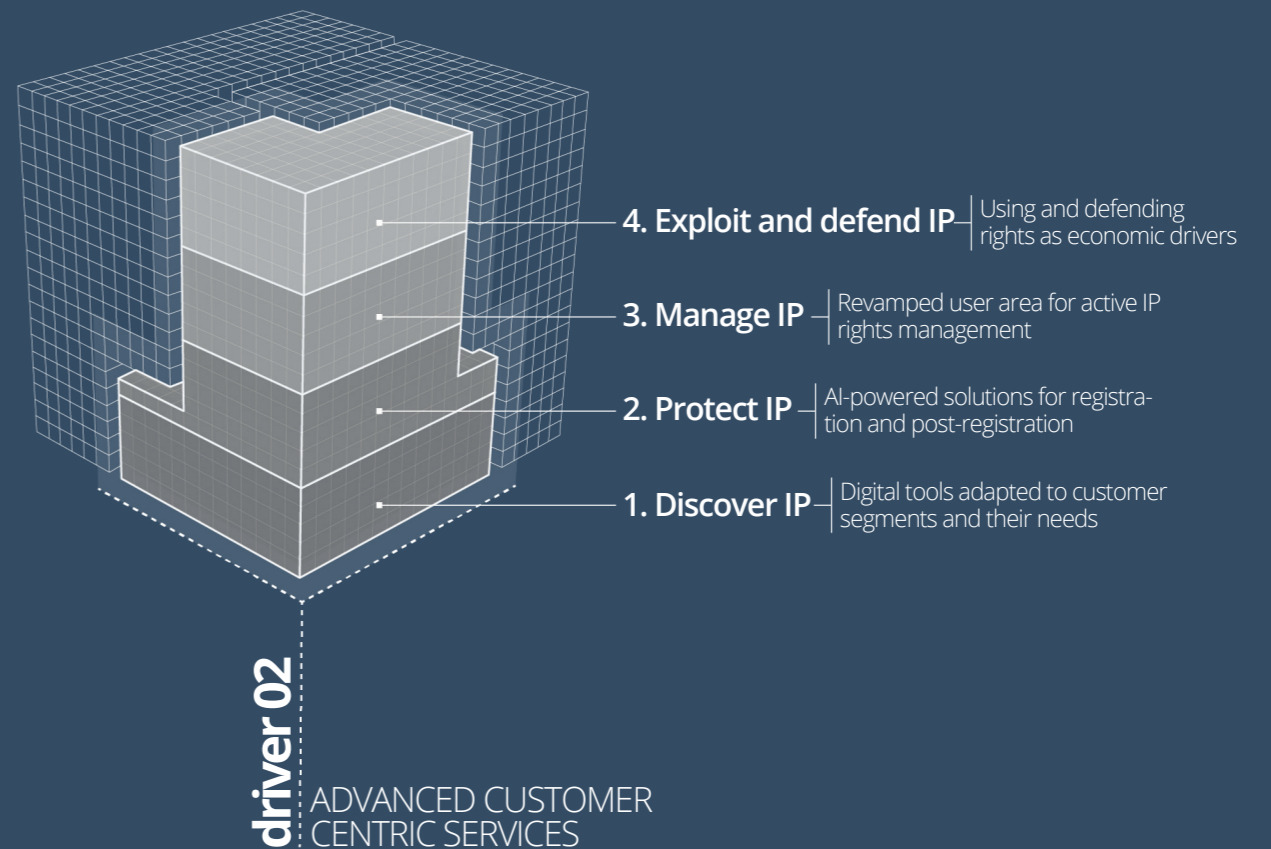 4. Exploit and defend IP
Using and defending
rights as economic drivers
3. Manage IP
Revamped user area for active IP
rights management
2. Protect IP
AI-powered solutions for registra-
tion and post-registration
1. Discover IP
Digital tools adapted to customer
segments and their needs
driver 02
ADVANCED CUSTOMER
CENTRIC SERVICES